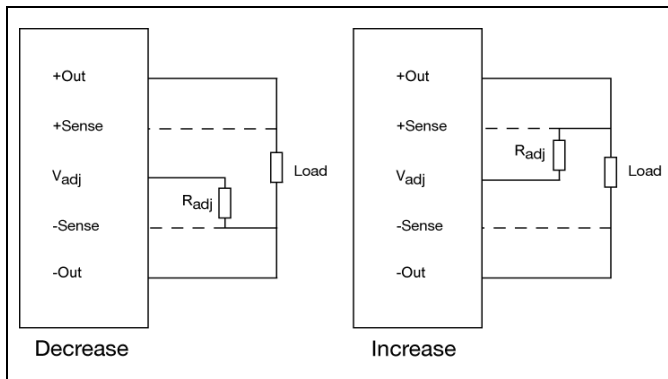 +Out
+Sense
Vadj
Radj
-Sense
-Out
Load
Decrease
+Out
+Sense
Radj
Vadj
-Sense
-Out
Load
Increase